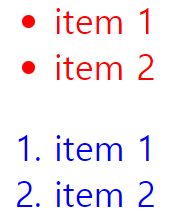 • item 1
• item 2
1. item 1
2. item 2